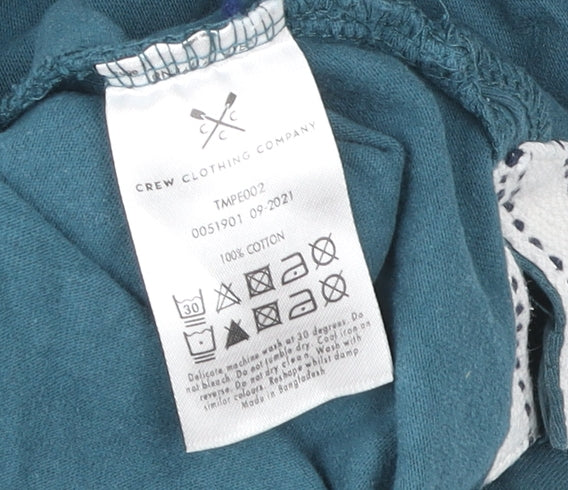 C C
C C
CREW CLOTHING COMPANY
TMPE002
0051901 09-2021
100% COTTON
30
Delicate machine wash at 30 degrees. Do
not bleach. Do not tumble dry. Cool iron on
reverse. Do not dry clean. Wash with
similar colours. Reshape whilst damp.
Made in Bangladesh